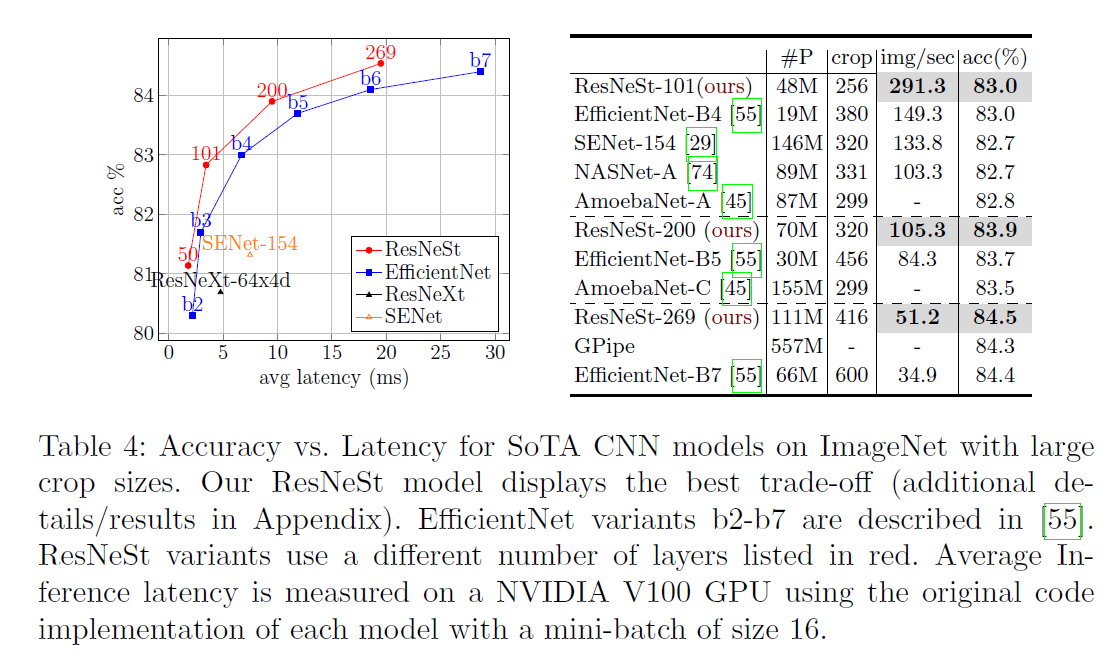 269
b7
84
200
b6
b5
101
b4
83
acc %
82
b3
SENet-154
50
ResNeSt
81
ResNeXt-64x4d
EfficientNet
b2
ResNeXt
SENet
80
0 5 10 15 20 25 30
avg latency (ms)
#P crop img/sec acc(%)
ResNeSt-101(ours) 48M 256 291.3 83.0
EfficientNet-B4 [55] 19M 380 149.3 83.0
SENet-154 [29] 146M 320 133.8 82.7
NASNet-A [74] 89M 331 103.3 82.7
AmoebaNet-A [45] 87M 299 - 82.8
ResNeSt-200 (ours) 70M 320 105.3 83.9
EfficientNet-B5 [55] 30M 456 84.3 83.7
AmoebaNet-C [45] 155M 299 - 83.5
ResNeSt-269 (ours) 111M 416 51.2 84.5
GPipe 557M - - 84.3
EfficientNet-B7 [55] 66M 600 34.9 84.4
Table 4: Accuracy vs. Latency for SoTA CNN models on ImageNet with large
crop sizes. Our ResNeSt model displays the best trade-off (additional de-
tails/results in Appendix). EfficientNet variants b2-b7 are described in [55].
ResNeSt variants use a different number of layers listed in red. Average In-
ference latency is measured on a NVIDIA V100 GPU using the original code
implementation of each model with a mini-batch of size 16.